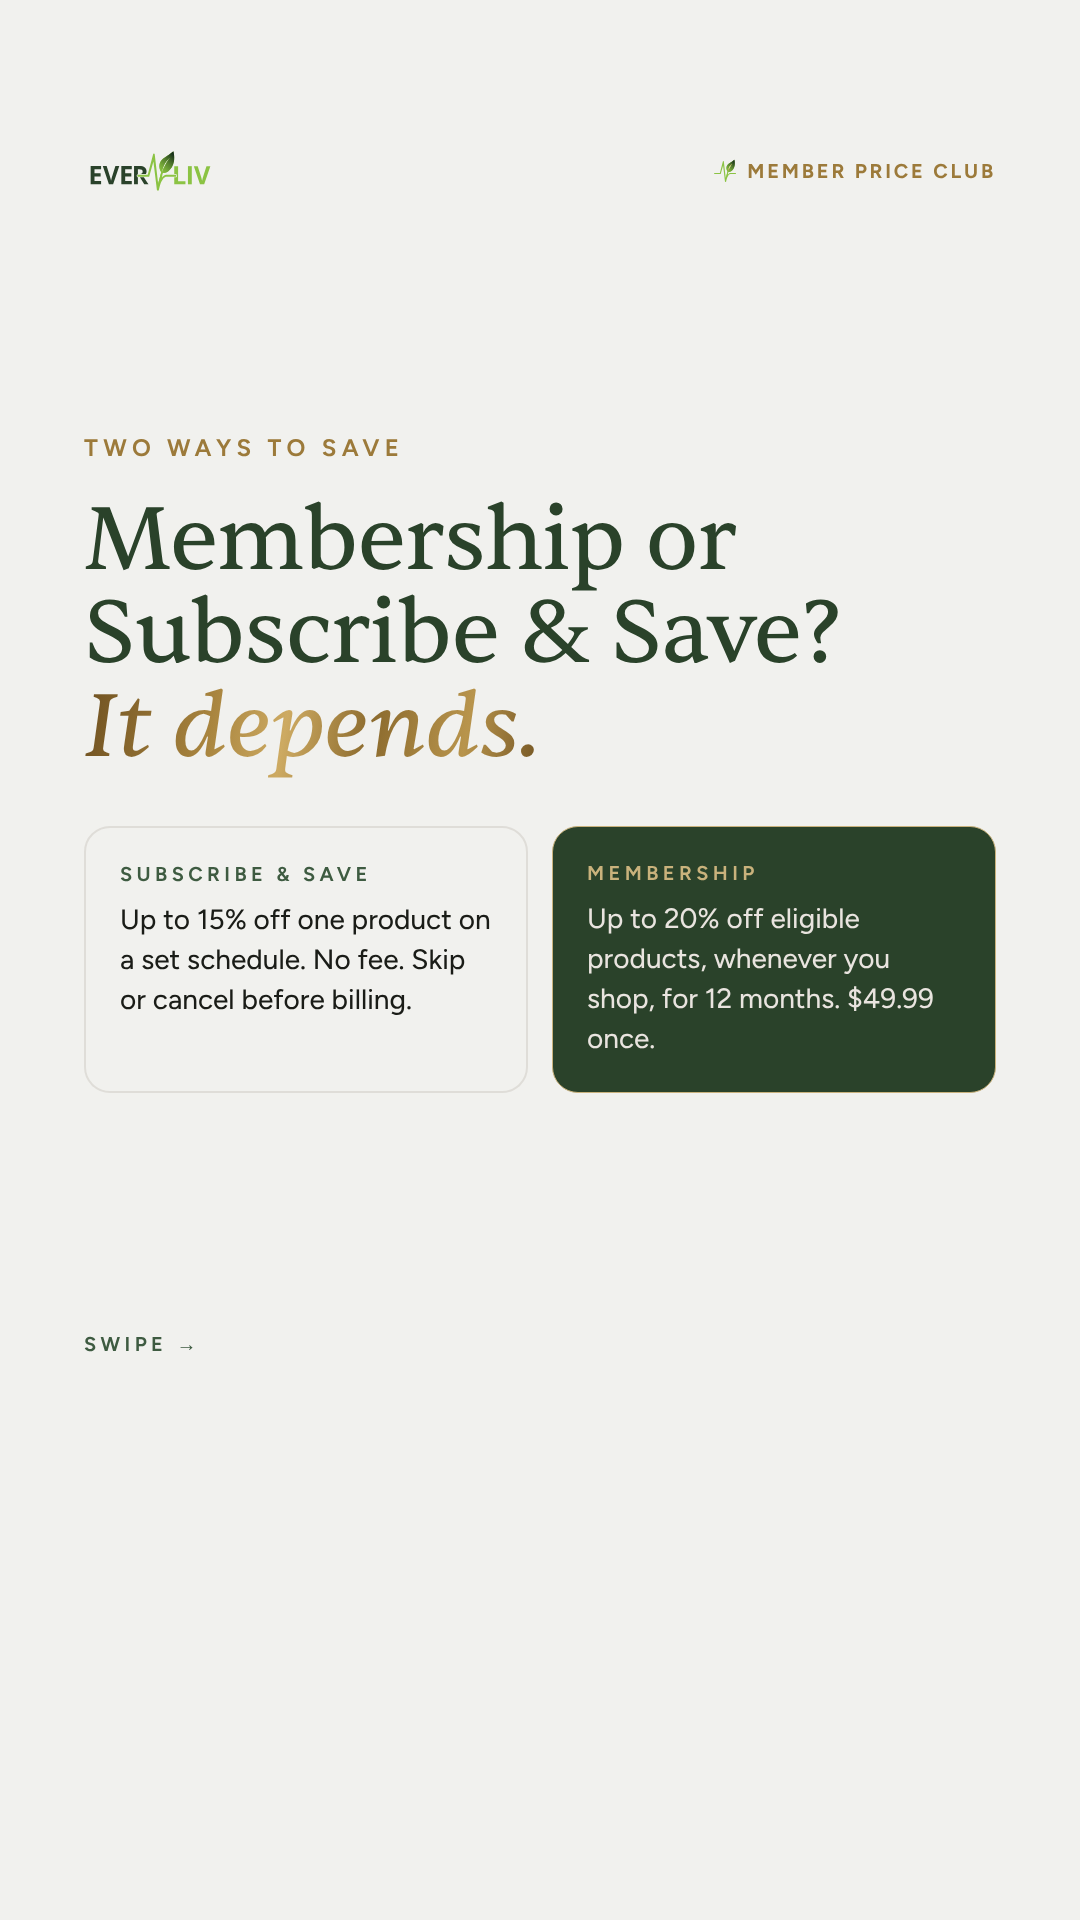 EVERLIV
MEMBER PRICE CLUB
TWO WAYS TO SAVE
Membership or
Subscribe & Save?
It depends.
SUBSCRIBE & SAVE
Up to 15% off one product on
a set schedule. No fee. Skip
or cancel before billing.
MEMBERSHIP
Up to 20% off eligible
products, whenever you
shop, for 12 months. $49.99
once.
SWIPE →